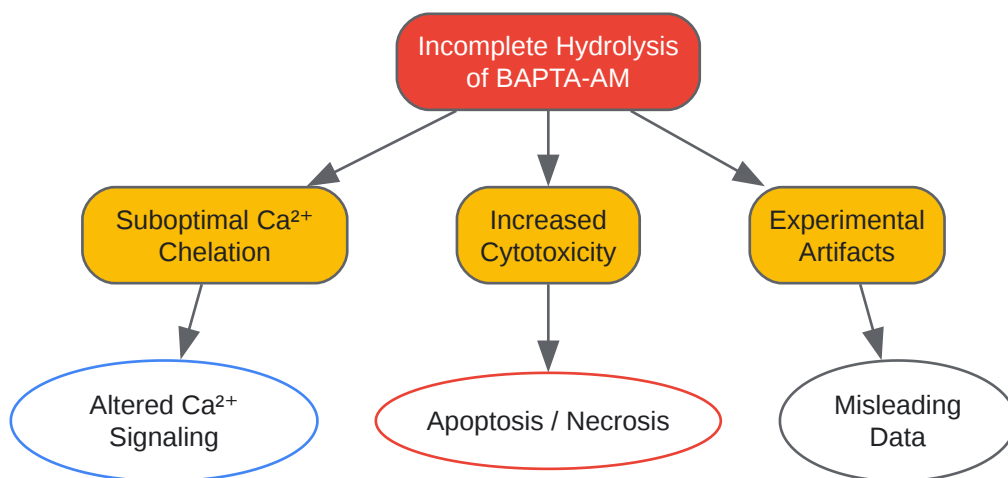 Incomplete Hydrolysis
of BAPTA-AM
Suboptimal Ca²⁺
Chelation
Increased
Cytotoxicity
Experimental
Artifacts
Altered Ca²⁺
Signaling
Apoptosis / Necrosis
Misleading
Data